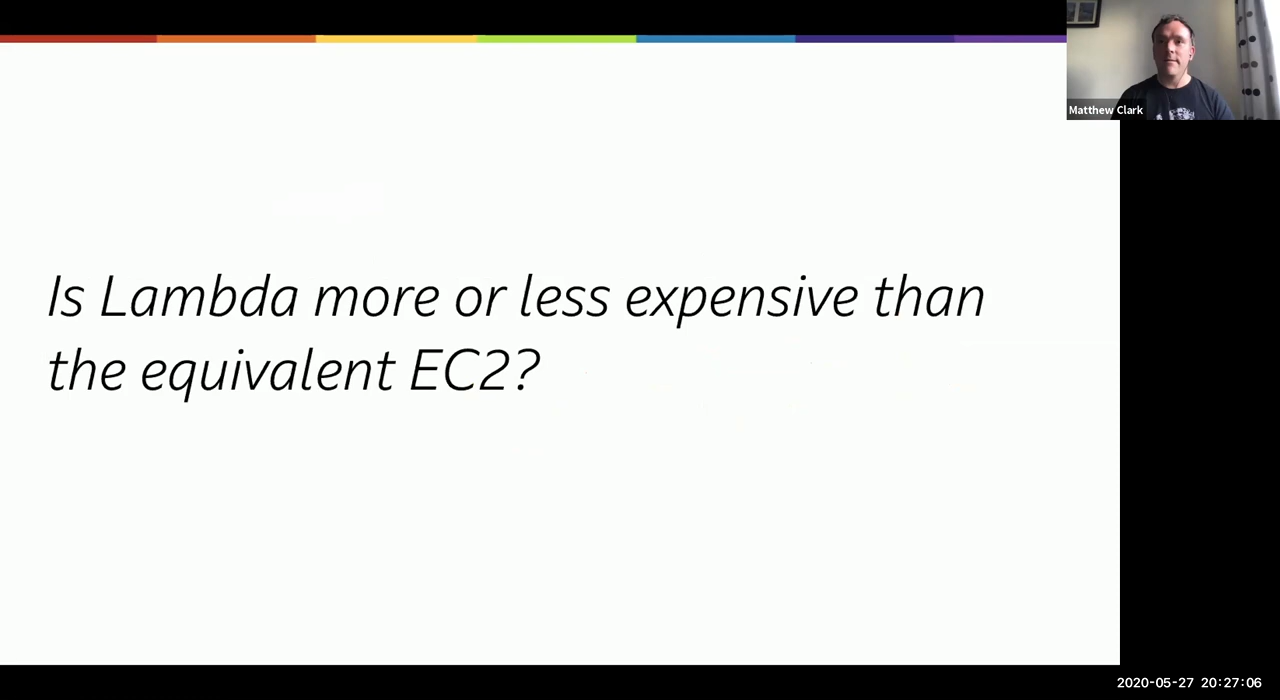 Matthew Clark
Is Lambda more or less expensive than
the equivalent EC2?
2020-05-27 20:27:06